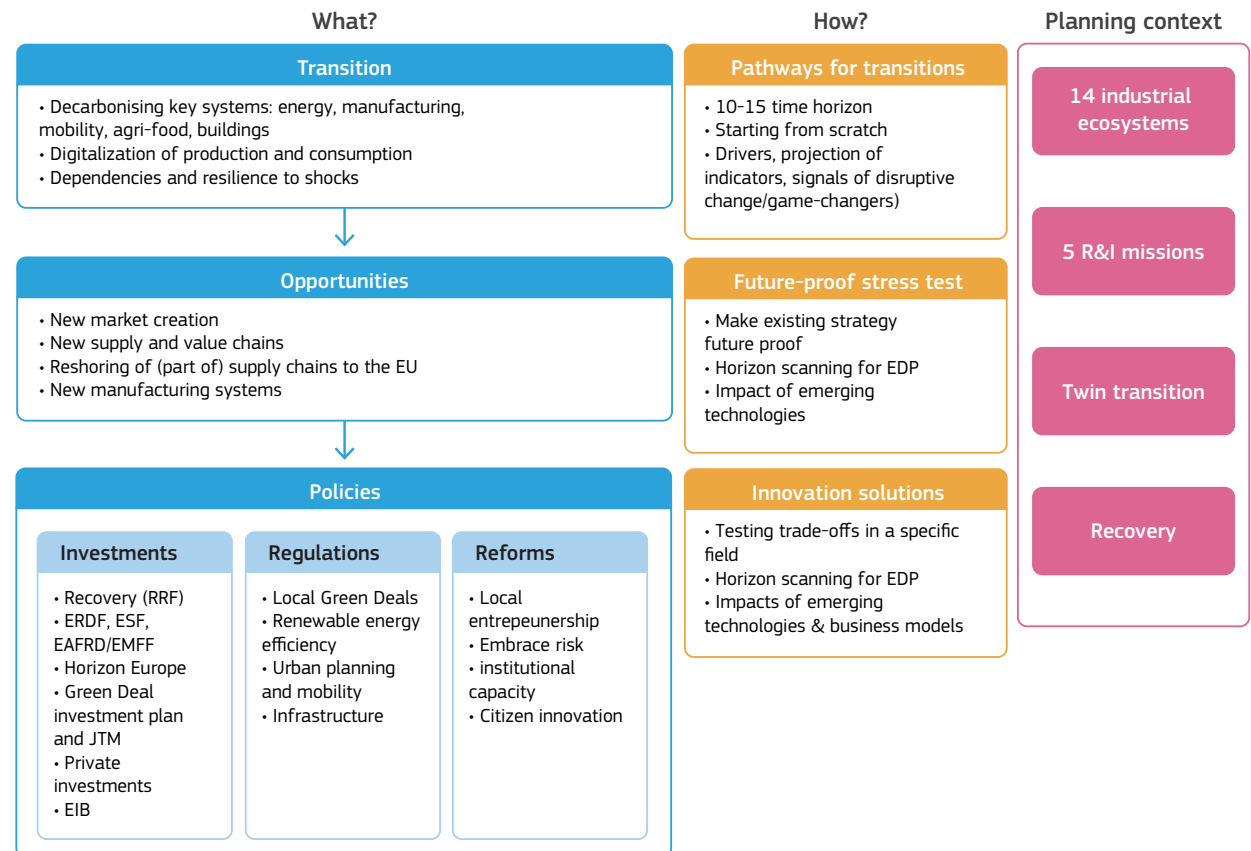 What?
Transition
• Decarbonising key systems: energy, manufacturing,
mobility, agri-food, buildings
• Digitalization of production and consumption
• Dependencies and resilience to shocks
Opportunities
• New market creation
• New supply and value chains
• Reshoring of (part of) supply chains to the EU
• New manufacturing systems
Policies
Investments
• Recovery (RRF)
• ERDF, ESF,
EAFRD/EMFF
• Horizon Europe
• Green Deal
investment plan
and JTM
• Private
investments
• EIB
Regulations
• Local Green Deals
• Renewable energy
efficiency
• Urban planning
and mobility
• Infrastructure
Reforms
• Local
entrepeunership
• Embrace risk
• institutional
capacity
• Citizen innovation
How?
Pathways for transitions
• 10-15 time horizon
• Starting from scratch
• Drivers, projection of
indicators, signals of disruptive
change/game-changers)
Future-proof stress test
• Make existing strategy
future proof
• Horizon scanning for EDP
• Impact of emerging
technologies
Innovation solutions
• Testing trade-offs in a specific
field
• Horizon scanning for EDP
• Impacts of emerging
technologies & business models
Planning context
14 industrial
ecosystems
5 R&I missions
Twin transition
Recovery